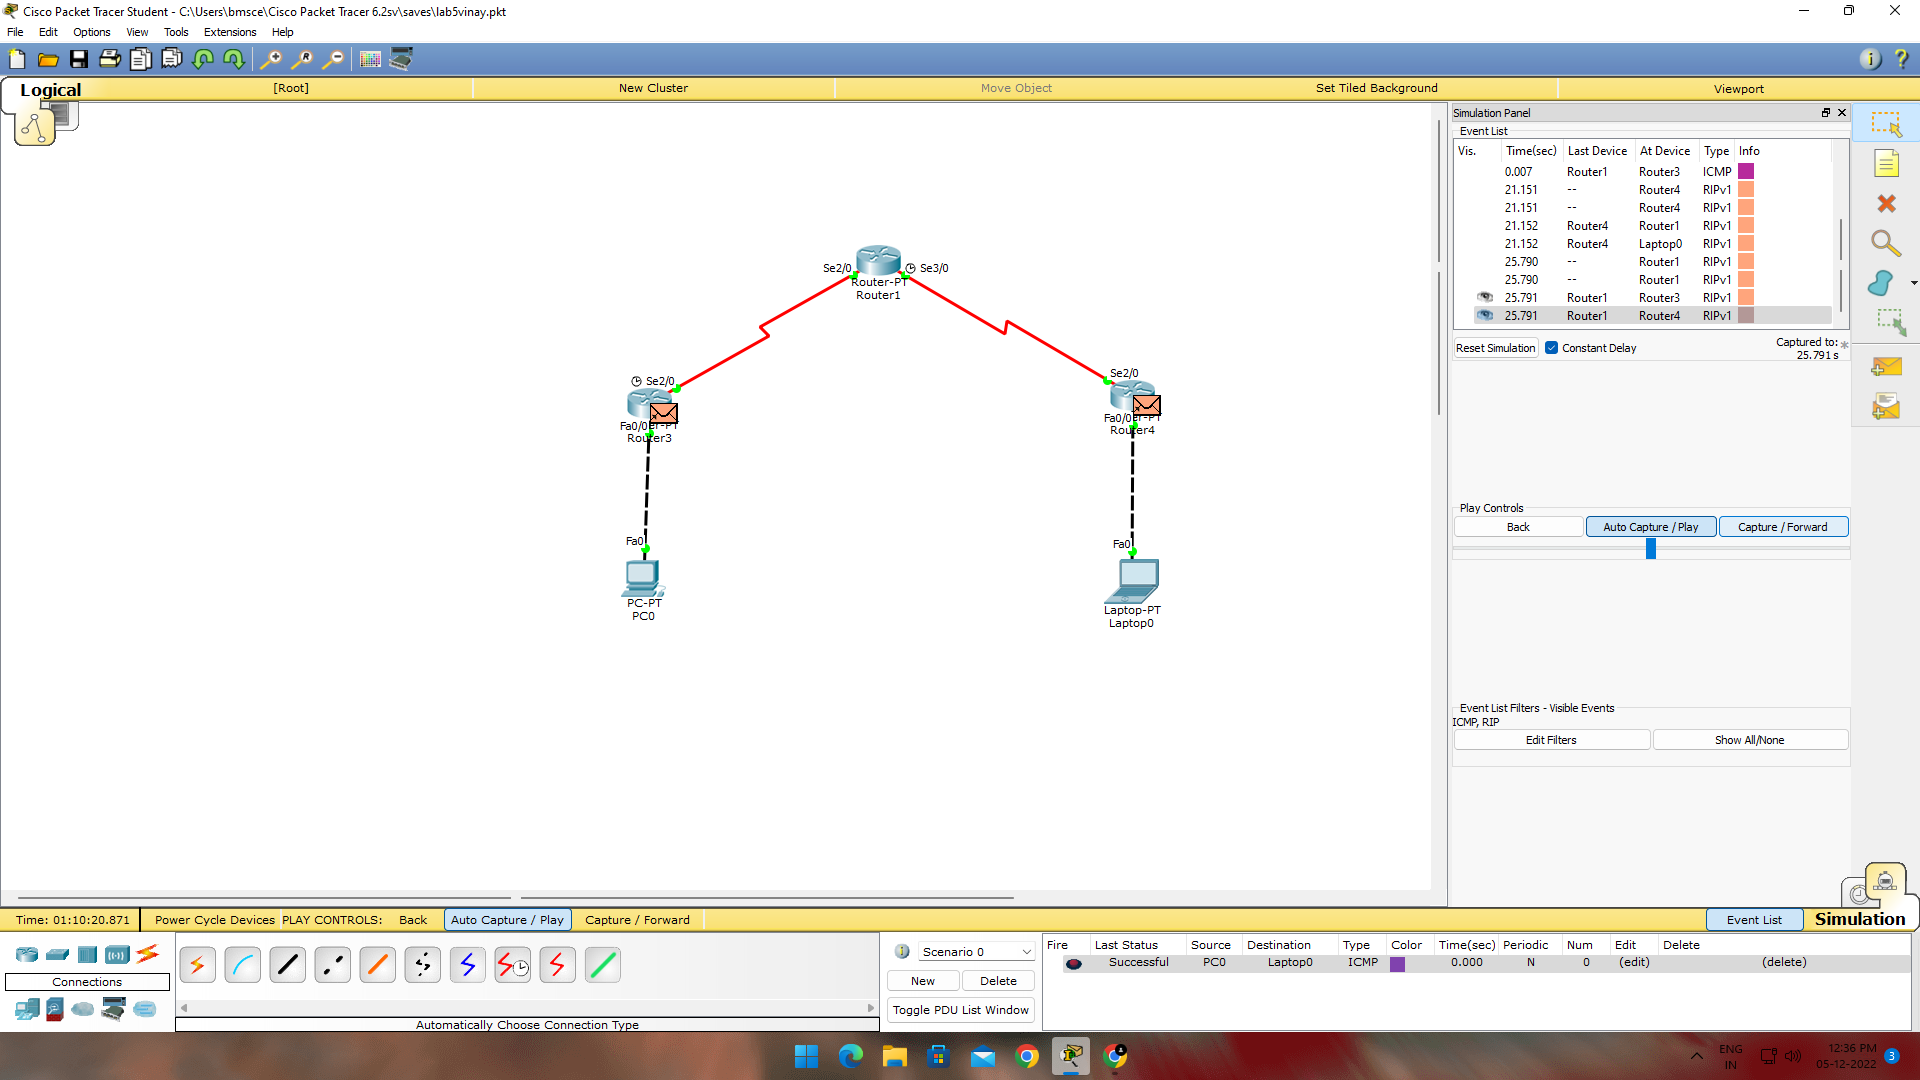 Cisco Packet Tracer Student - C:\Users\bmsce\Cisco Packet Tracer 6.2sv\saves\lab5vinay.pkt
File Edit Options View Tools Extensions Help
Logical [Root] New Cluster Move Object Set Tiled Background Viewport
Simulation Panel
Event List
Vis. Time(sec) Last Device At Device Type Info
0.007 Router1 Router3 ICMP
21.151 -- Router4 RIPv1
21.151 -- Router4 RIPv1
21.152 Router4 Router1 RIPv1
21.152 Router4 Laptop0 RIPv1
25.790 -- Router1 RIPv1
25.790 -- Router1 RIPv1
25.791 Router1 Router3 RIPv1
25.791 Router1 Router4 RIPv1
Reset Simulation Constant Delay Captured to: *
25.791 s
Se2/0 Se3/0
Router-PT
Router1
Se2/0
Fa0/0er-PT
Router3
Se2/0
Fa0/0er-PT
Router4
Fa0
PC-PT
PC0
Fa0
Laptop-PT
Laptop0
Play Controls
Back Auto Capture / Play Capture / Forward
Event List Filters - Visible Events
ICMP, RIP
Edit Filters Show All/None
Time: 01:10:20.871 Power Cycle Devices PLAY CONTROLS: Back Auto Capture / Play Capture / Forward Event List Simulation
Connections
Automatically Choose Connection Type
Scenario 0
New Delete
Toggle PDU List Window
Fire Last Status Source Destination Type Color Time(sec) Periodic Num Edit Delete
Successful PC0 Laptop0 ICMP 0.000 N 0 (edit) (delete)
ENG
IN
12:36 PM
05-12-2022
3